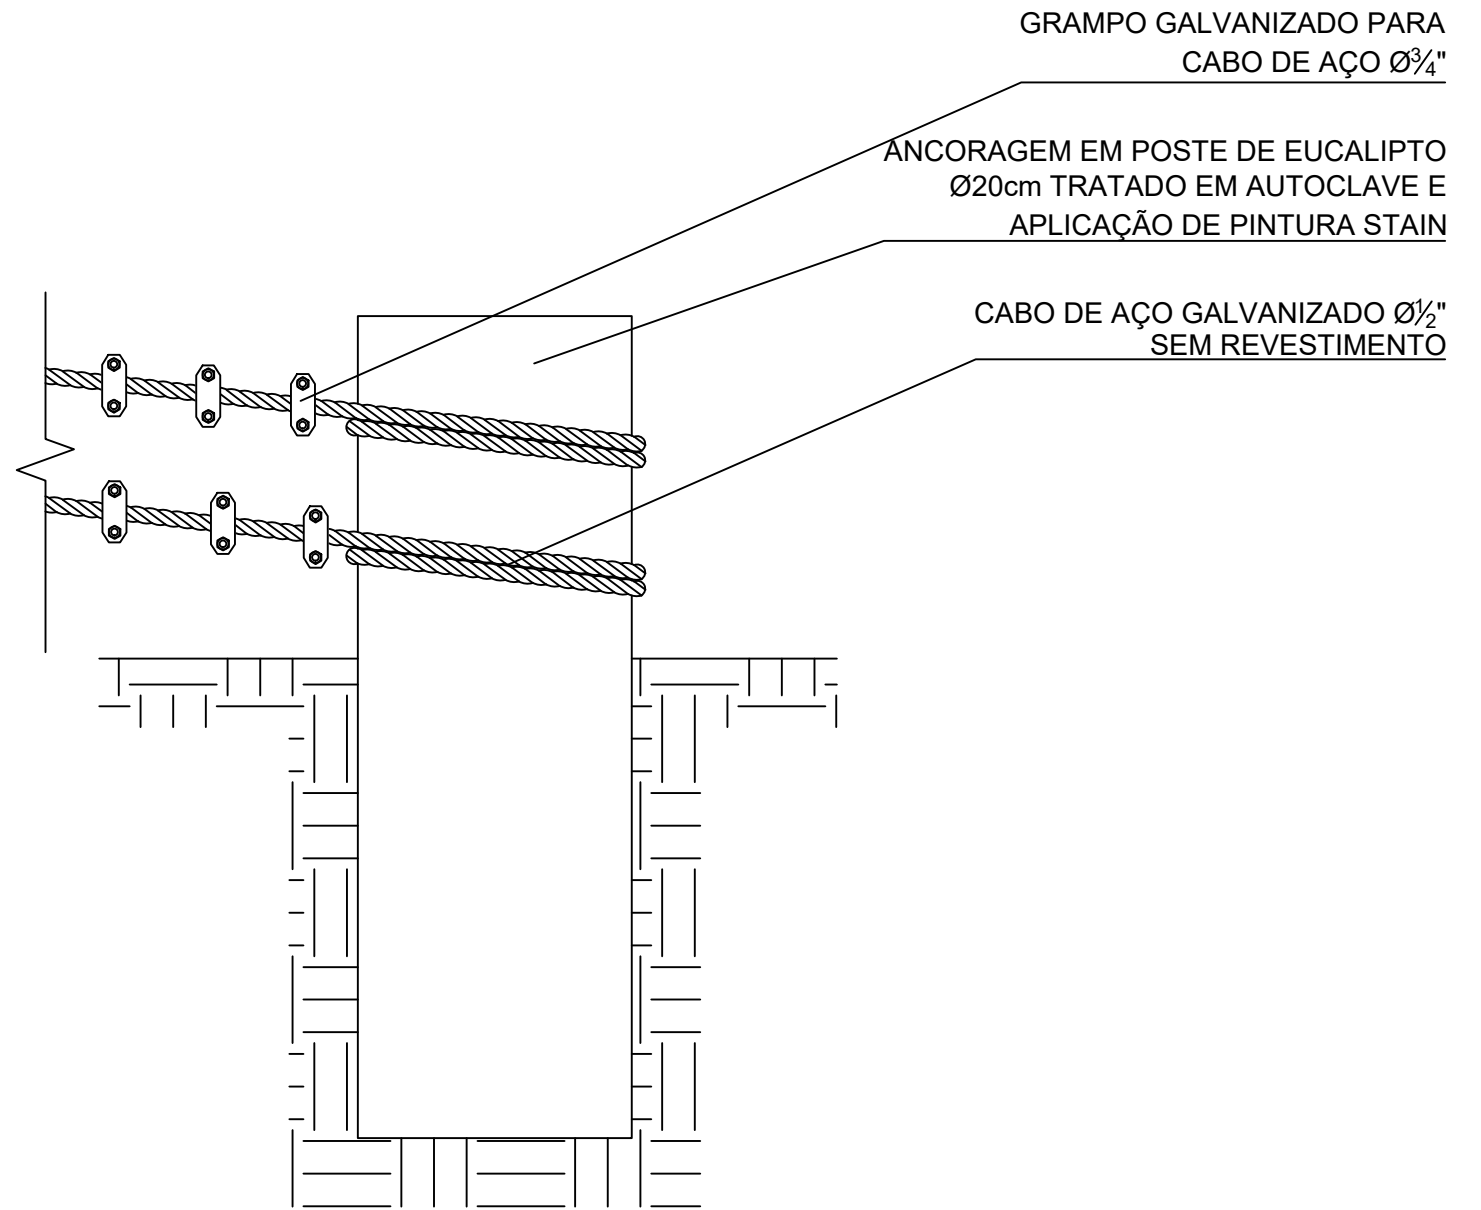 GRAMPO GALVANIZADO PARA
CABO DE AÇO Ø¾"
ANCORAGEM EM POSTE DE EUCALIPTO
Ø20cm TRATADO EM AUTOCLAVE E
APLICAÇÃO DE PINTURA STAIN
CABO DE AÇO GALVANIZADO Ø½"
SEM REVESTIMENTO